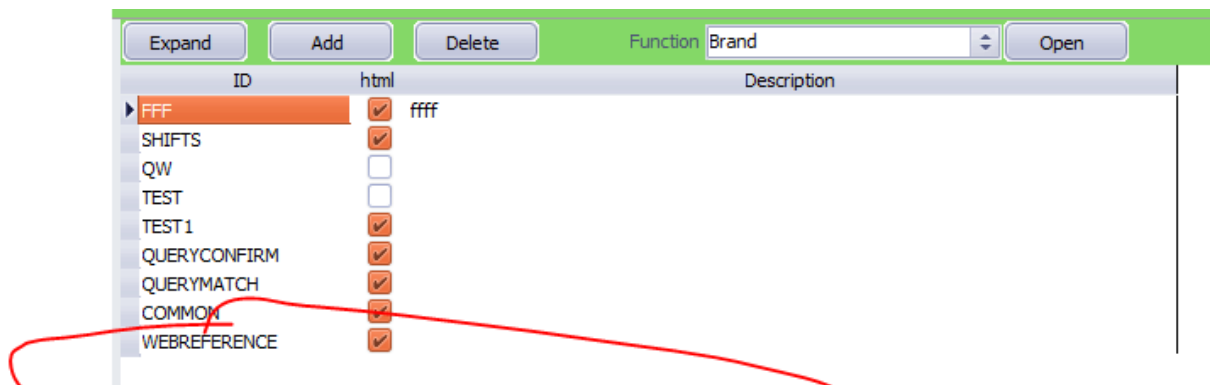 Expand Add Delete Function Brand Open
ID html Description
FFF ffff
SHIFTS
QW
TEST
TEST1
QUERYCONFIRM
QUERYMATCH
COMMON
WEBREFERENCE